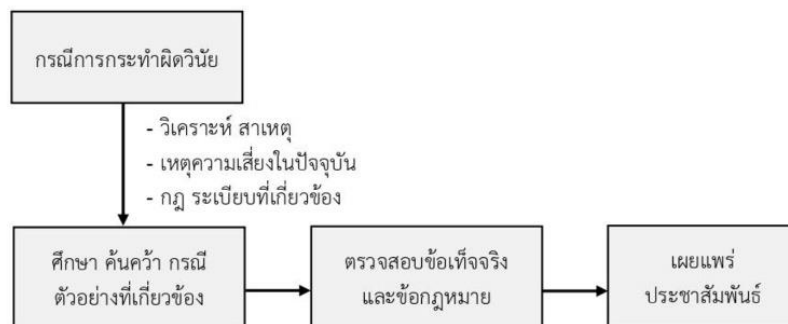 กรณีการกระทำผิดวินัย
- วิเคราะห์ สาเหตุ
- เหตุความเสี่ยงในปัจจุบัน
- กฎ ระเบียบที่เกี่ยวข้อง
ศึกษา ค้นคว้า กรณี
ตัวอย่างที่เกี่ยวข้อง
ตรวจสอบข้อเท็จจริง
และข้อกฎหมาย
เผยแพร่
ประชาสัมพันธ์